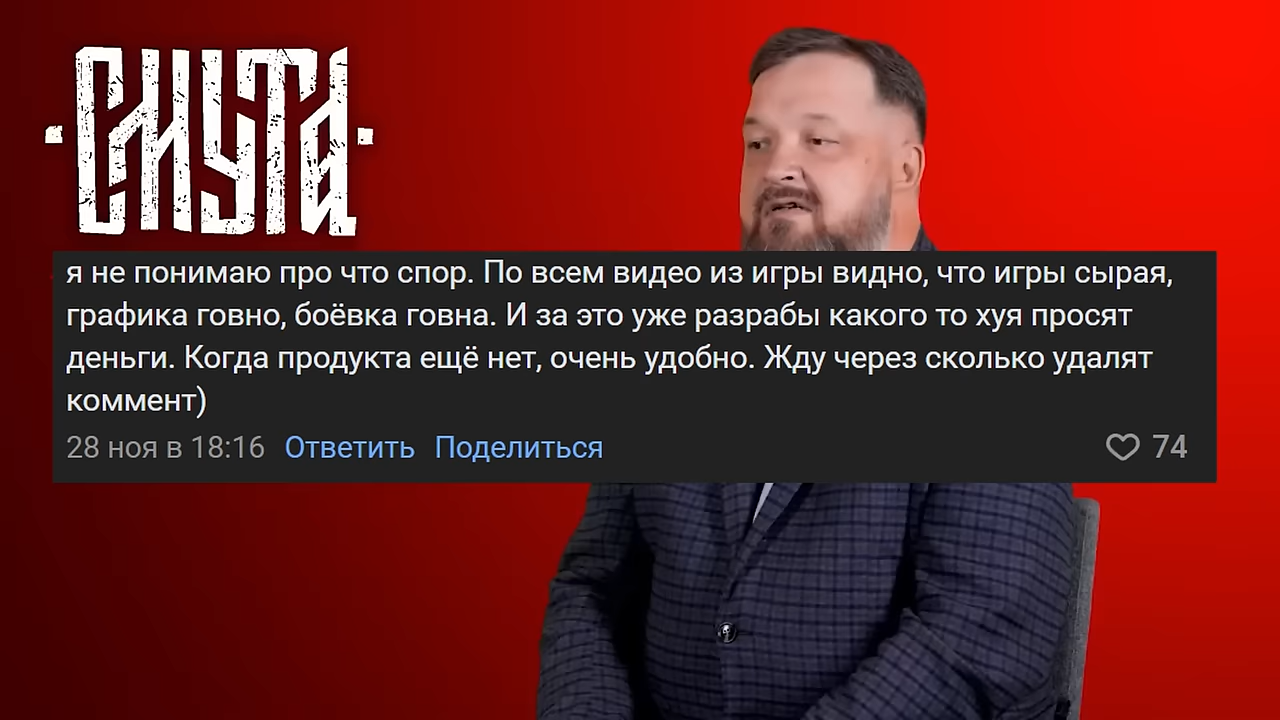 СМУТА
я не понимаю про что спор. По всем видео из игры видно, что игры сырая,
графика говно, боёвка говна. И за это уже разрабы какого то хуя просят
деньги. Когда продукта ещё нет, очень удобно. Жду через сколько удалят
коммент)
28 ноя в 18:16 Ответить Поделиться 74